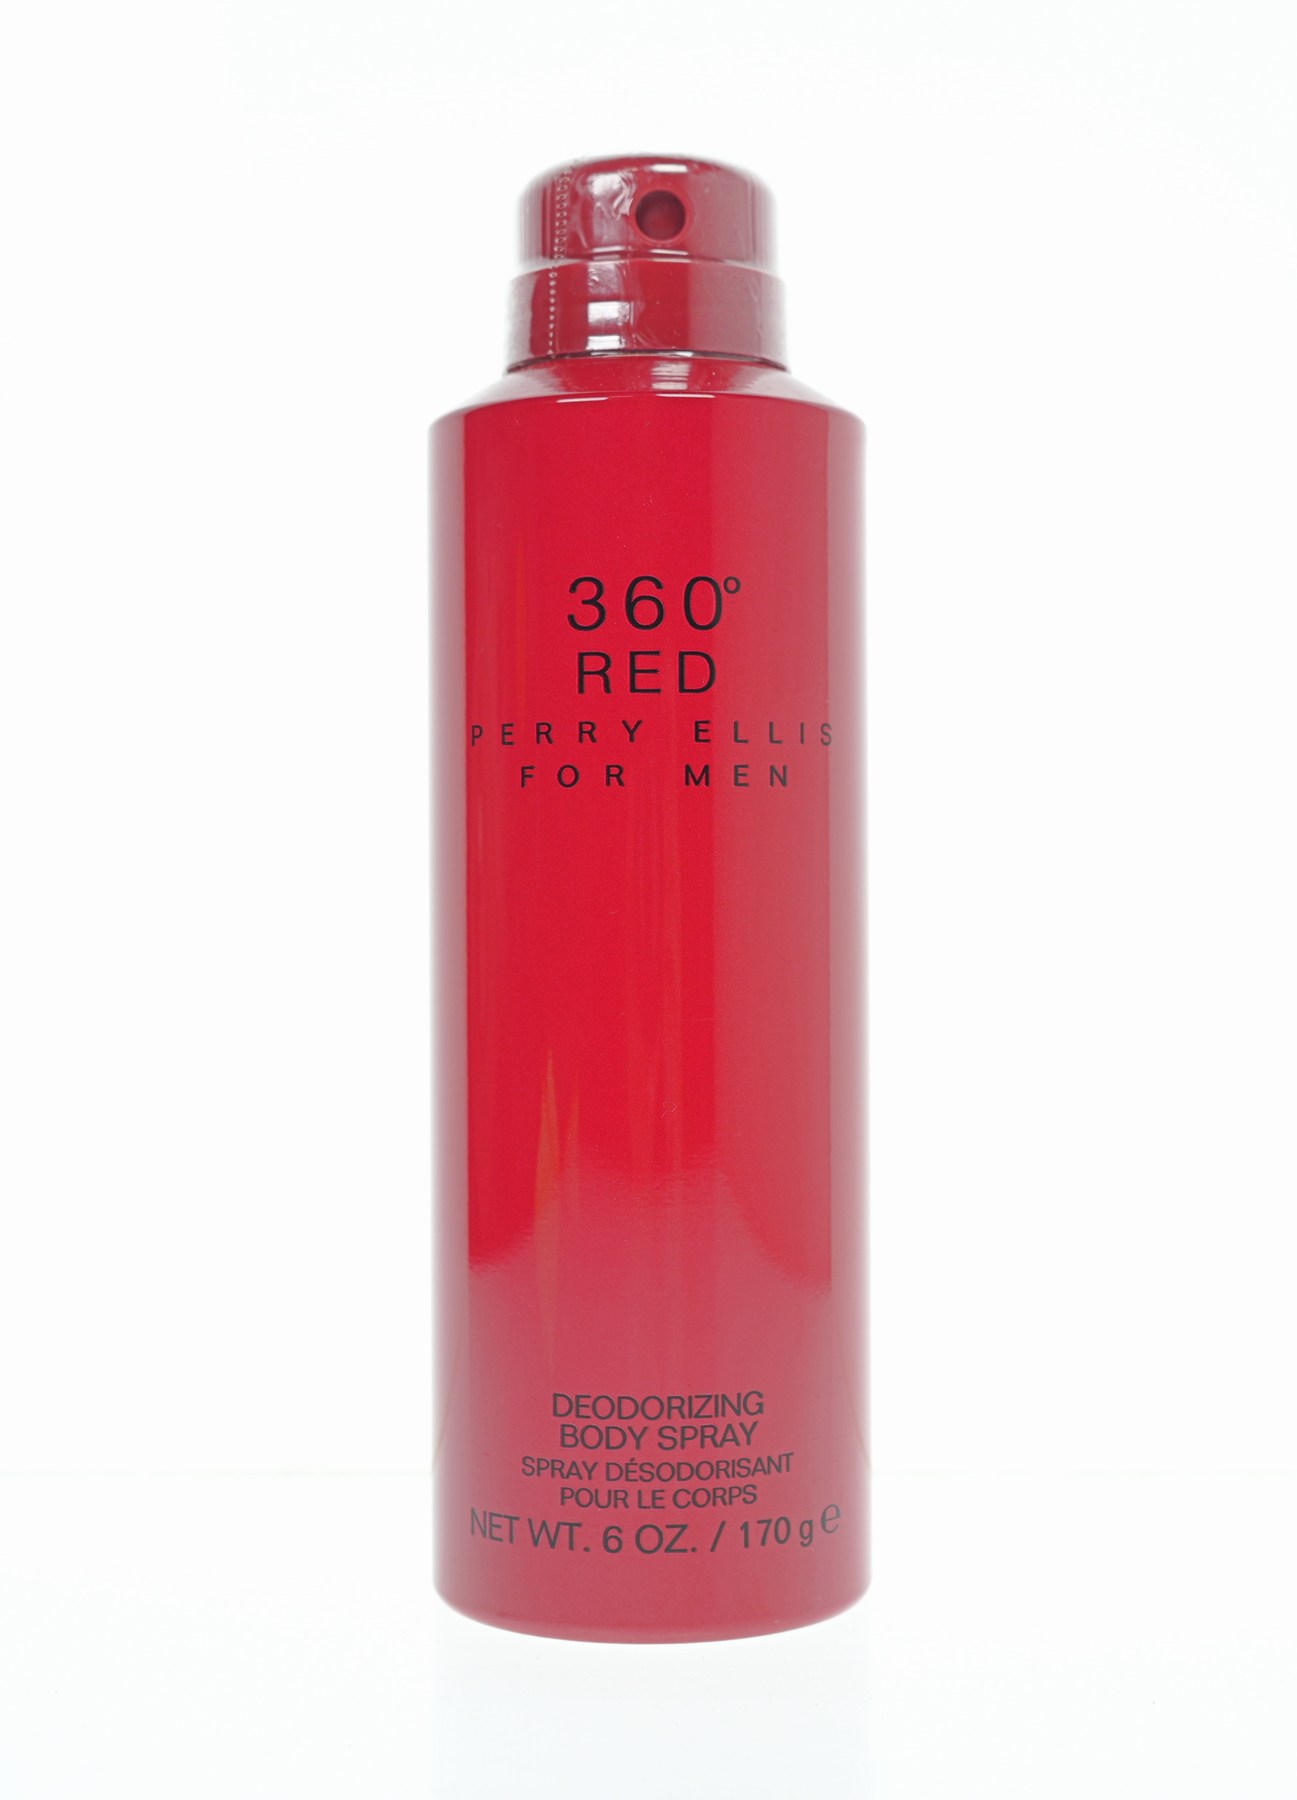 360°
RED
PERRY ELLIS
FOR MEN
DEODORIZING
BODY SPRAY
SPRAY DÉSODORISANT
POUR LE CORPS
NET WT. 6 OZ. / 170 g e